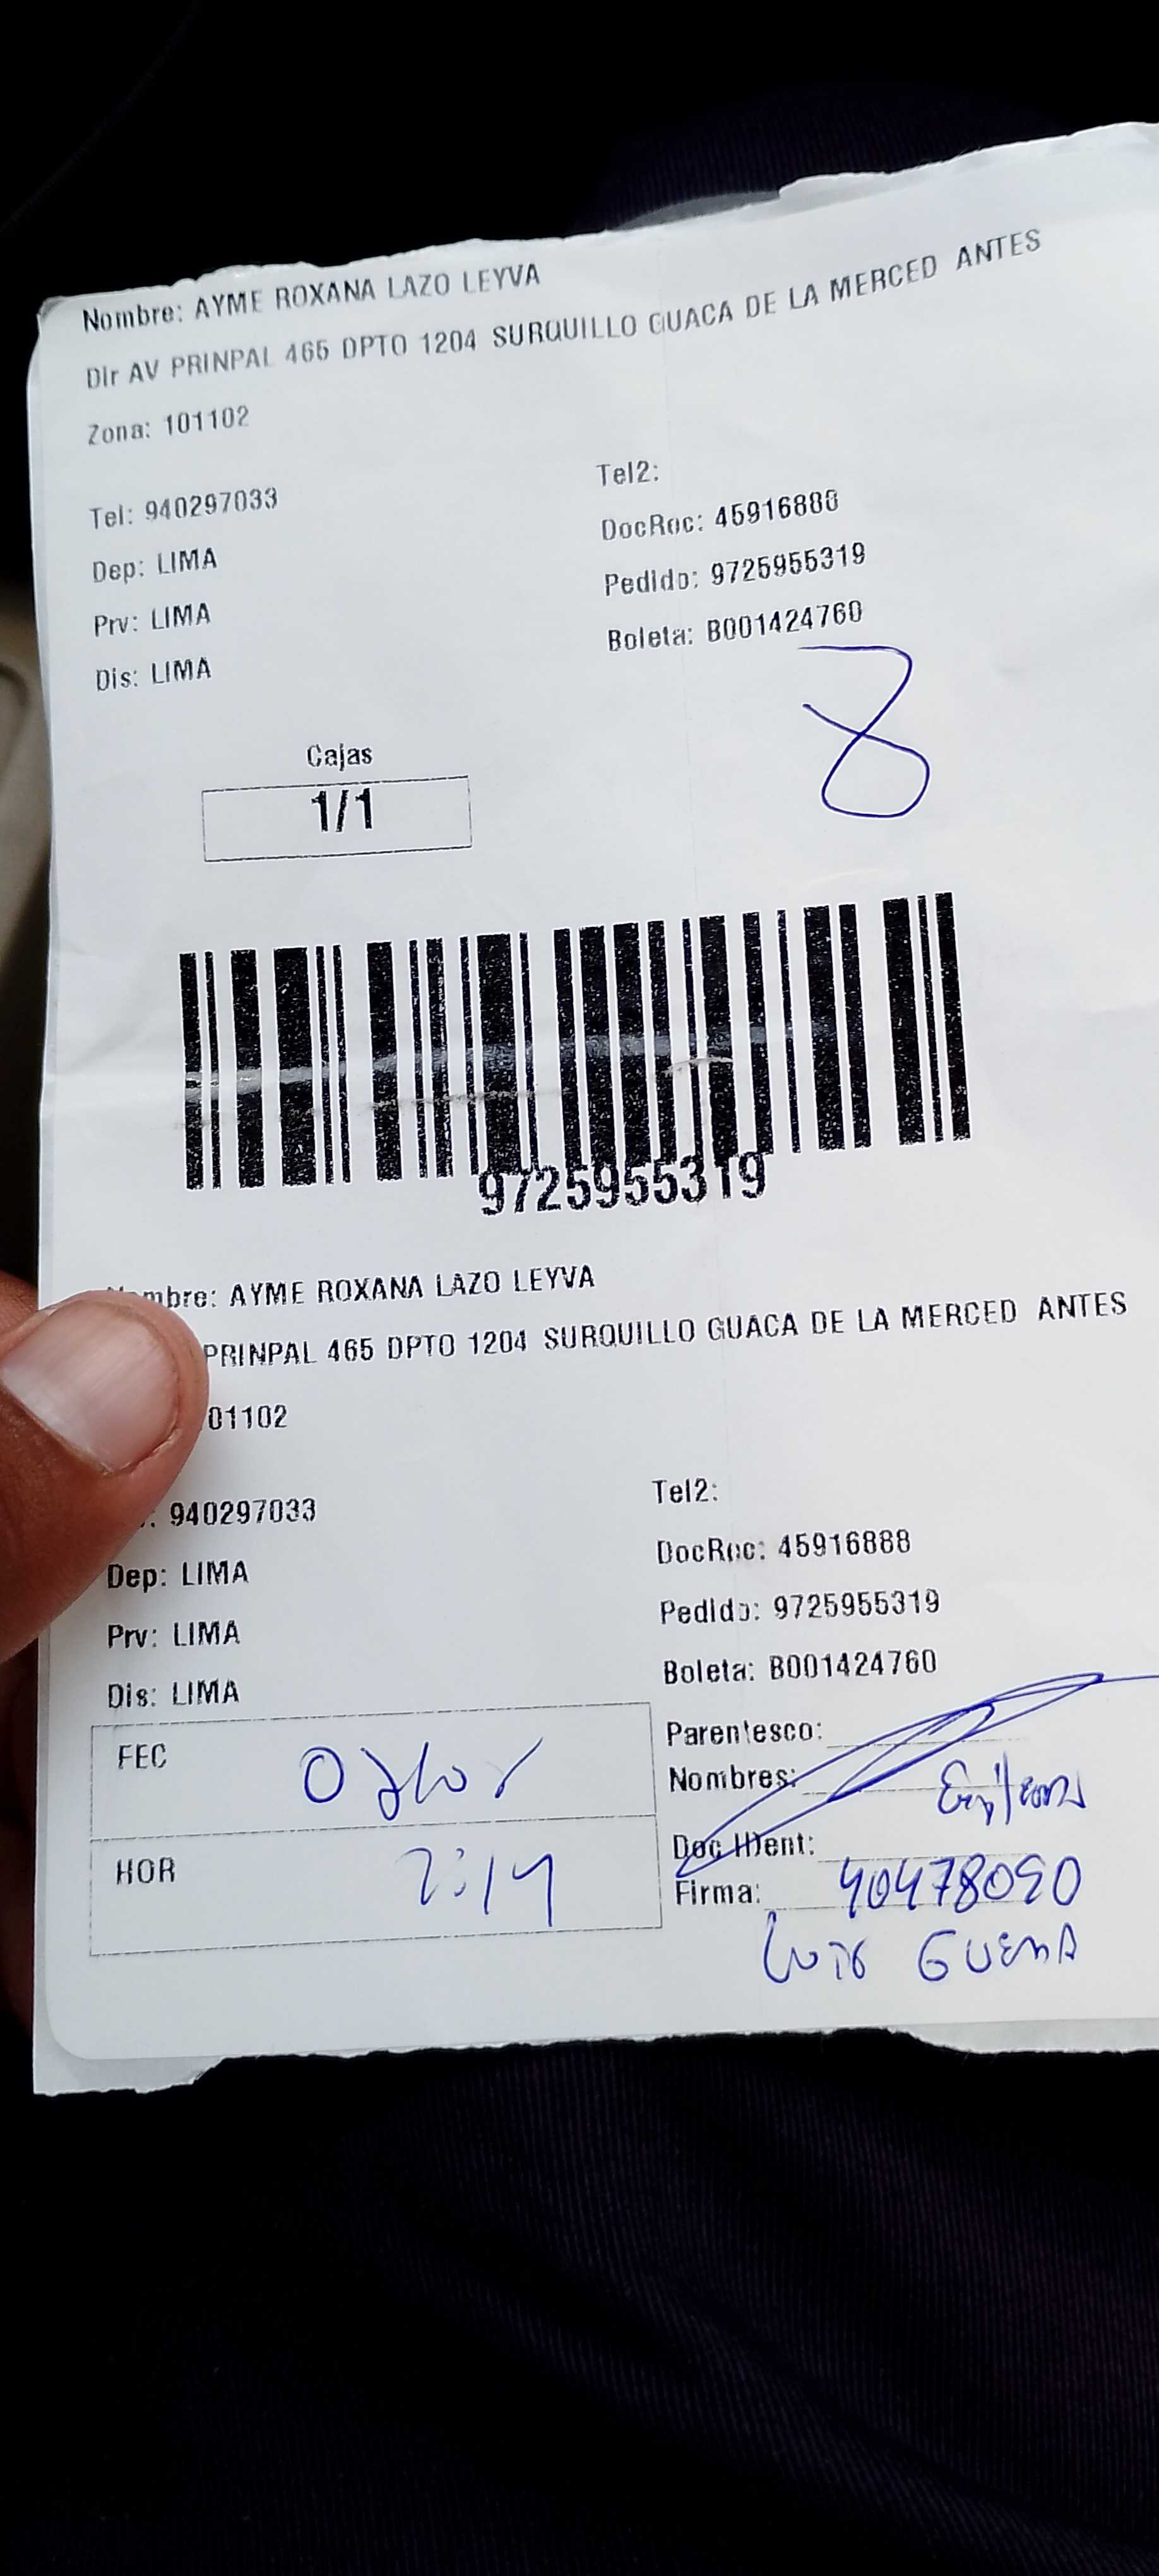 Nombre: AYME ROXANA LAZO LEYVA
Dir AV PRINPAL 465 DPTO 1204 SURQUILLO GUACA DE LA MERCED ANTES
Zona: 101102
Tel: 940297033 Tel2:
Dep: LIMA DocRec: 45916888
Prv: LIMA Pedido: 9725955319
Dis: LIMA Boleta: B001424760
8
Cajas
1/1
9725955319
mbre: AYME ROXANA LAZO LEYVA
PRINPAL 465 DPTO 1204 SURQUILLO GUACA DE LA MERCED ANTES
01102
: 940297033 Tel2:
Dep: LIMA DocRec: 45916888
Prv: LIMA Pedido: 9725955319
Dis: LIMA Boleta: B001424760
FEC
HOR
Parentesco:
Nombres:
Doc IDent:
Firma: 40478090
Luis